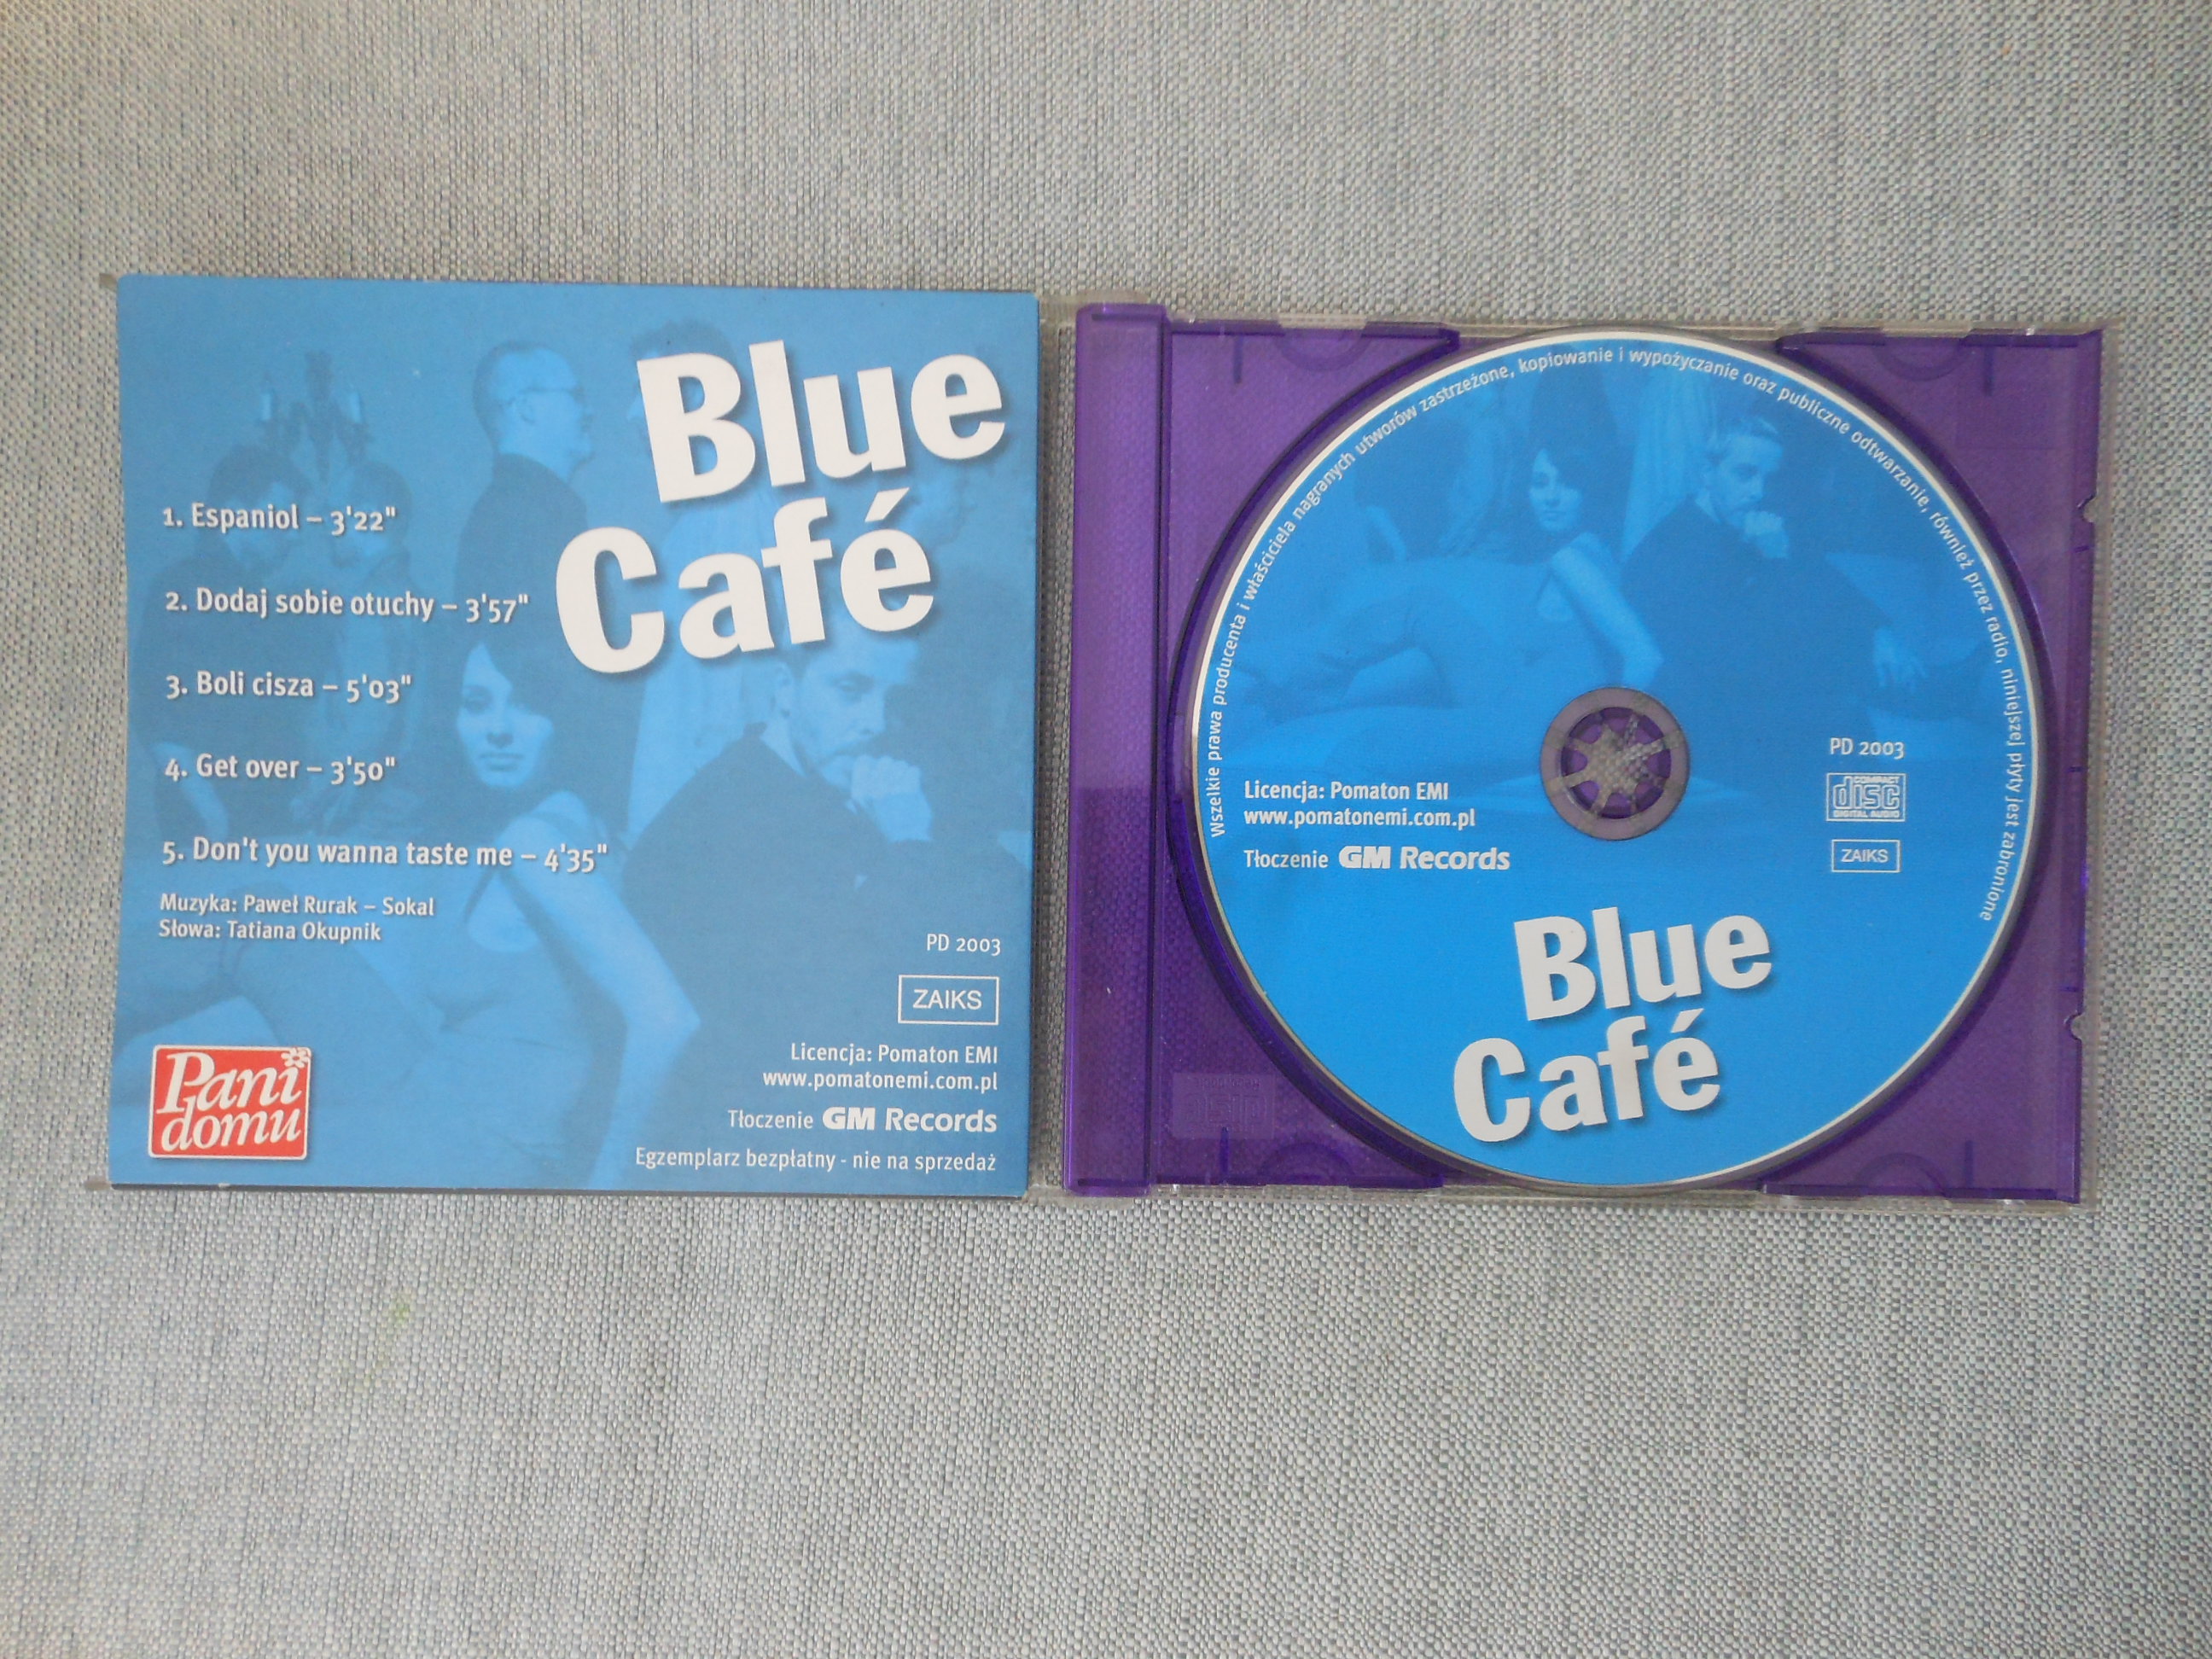 Blue
Café
1. Espaniol – 3'22"
2. Dodaj sobie otuchy – 3'57"
3. Boli cisza – 5'03"
4. Get over – 3'50"
5. Don't you wanna taste me – 4'35"
Muzyka: Paweł Rurak – Sokal
Słowa: Tatiana Okupnik
PD 2003
ZAIKS
Licencja: Pomaton EMI
www.pomatonemi.com.pl
Tłoczenie GM Records
Egzemplarz bezpłatny - nie na sprzedaż
Pani
domu
Wszelkie prawa producenta i właściciela nagranych utworów zastrzeżone, kopiowanie i wypożyczanie oraz publiczne odtwarzanie, również przez radio, niniejszej płyty jest zabronione
Licencja: Pomaton EMI
www.pomatonemi.com.pl
Tłoczenie GM Records
PD 2003
COMPACT
disc
DIGITAL AUDIO
ZAIKS
Blue
Café